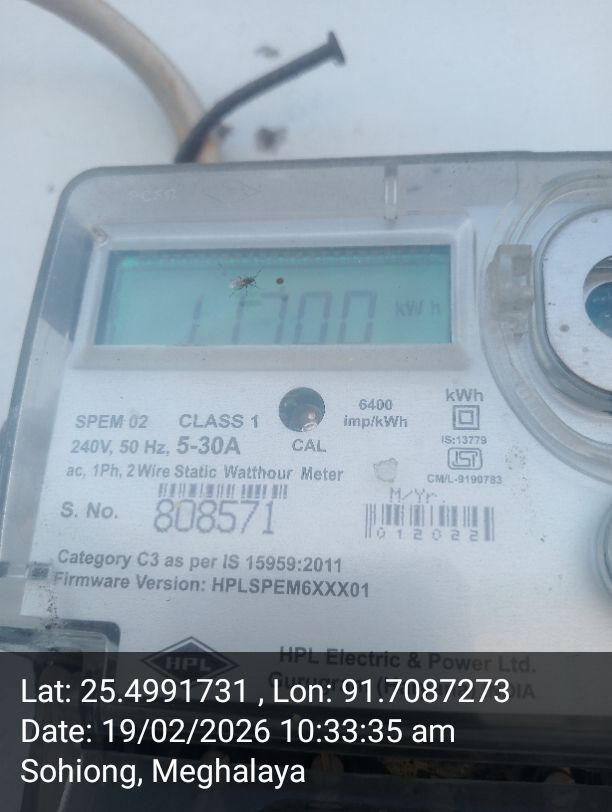 kWh
SPEM 02 CLASS 1 6400 imp/kWh kWh
240V, 50 Hz, 5-30A CAL IS:13779
ac, 1Ph, 2 Wire Static Watthour Meter CM/L-9190783
M/Yr.
S. No. 808571 012022
Category C3 as per IS 15959:2011
Firmware Version: HPLSPEM6XXX01
HPL HPL Electric & Power Ltd.
Lat: 25.4991731 , Lon: 91.7087273
Date: 19/02/2026 10:33:35 am
Sohiong, Meghalaya